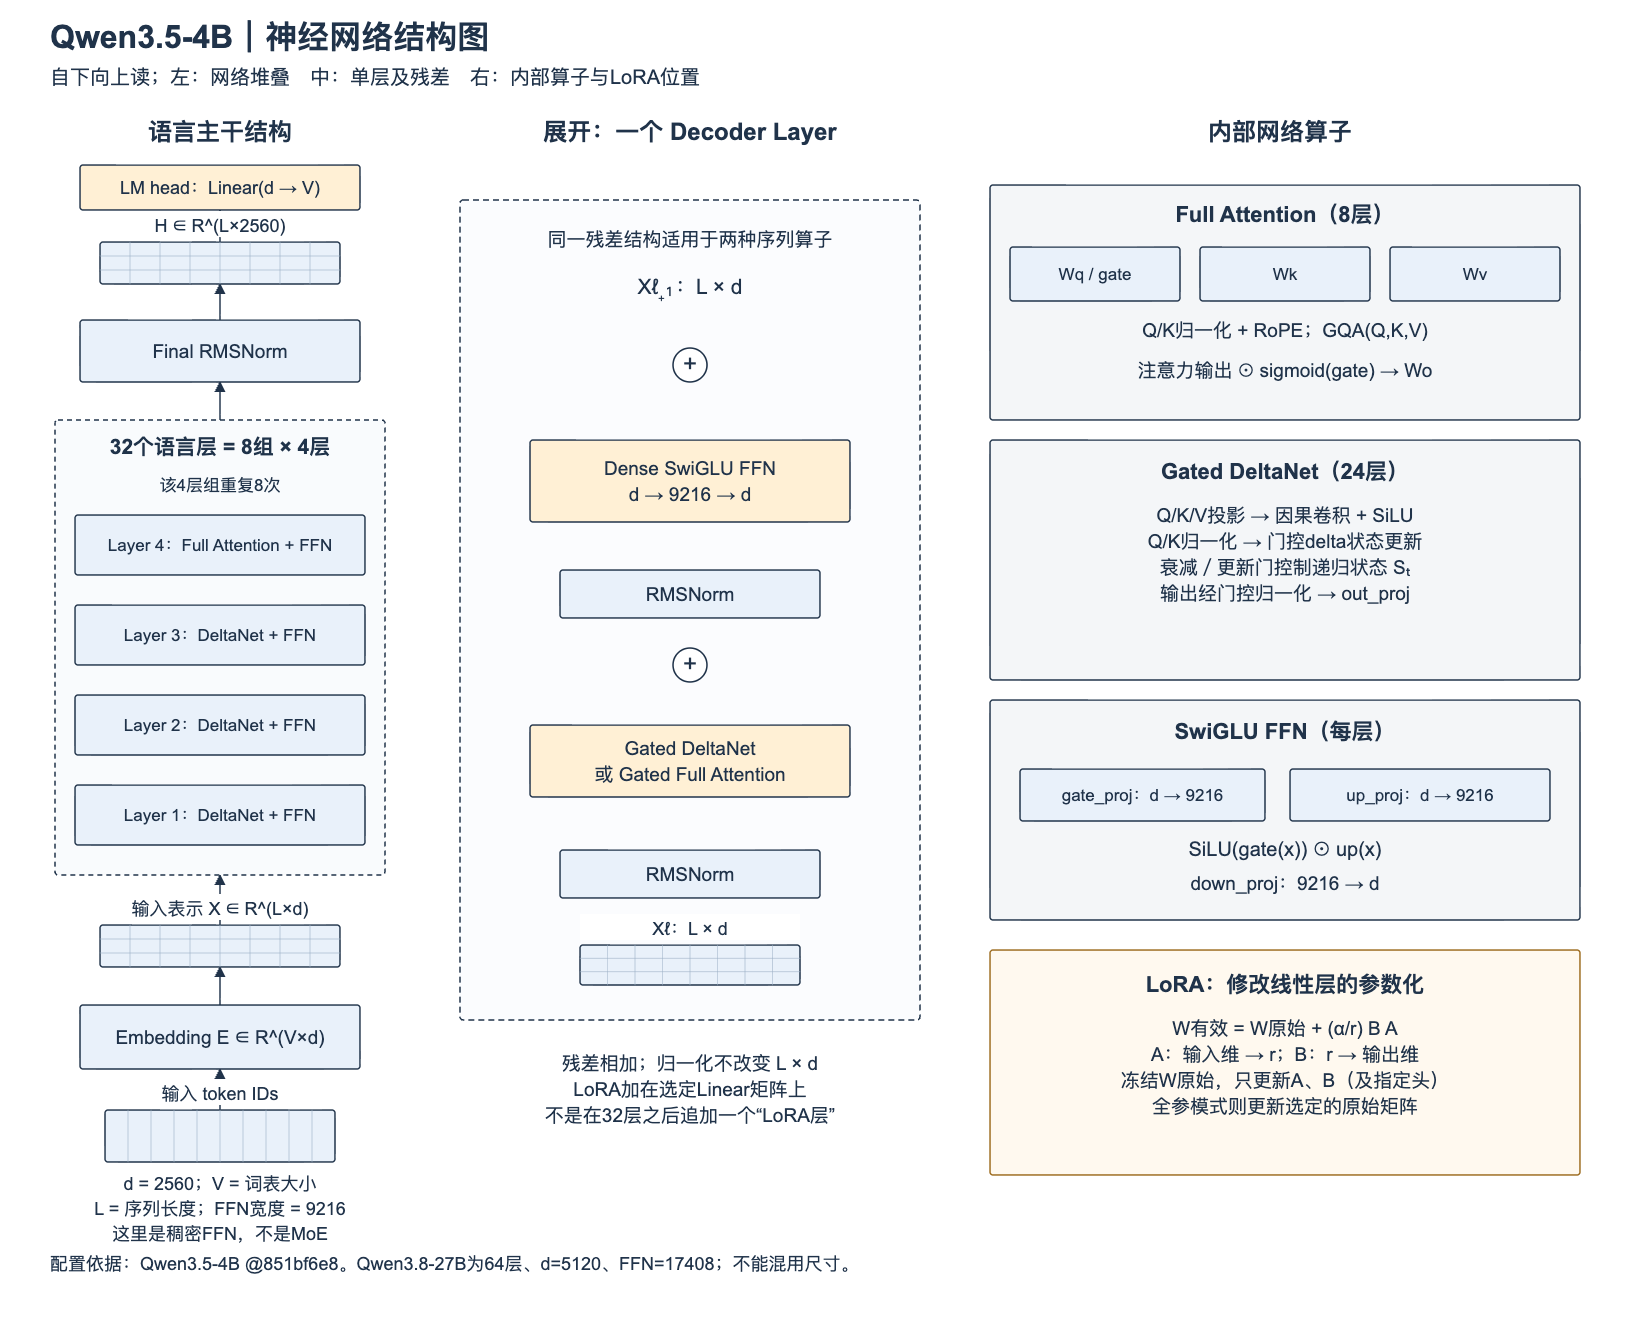 Qwen3.5-4B｜神经网络结构图
自下向上读；左：网络堆叠　中：单层及残差　右：内部算子与LoRA位置
语言主干结构
LM head：Linear(d → V)
H ∈ R^(L×2560)
Final RMSNorm
32个语言层 = 8组 × 4层
该4层组重复8次
Layer 4：Full Attention + FFN
Layer 3：DeltaNet + FFN
Layer 2：DeltaNet + FFN
Layer 1：DeltaNet + FFN
输入表示 X ∈ R^(L×d)
Embedding E ∈ R^(V×d)
输入 token IDs
d = 2560；V = 词表大小
L = 序列长度；FFN宽度 = 9216
这里是稠密FFN，不是MoE
展开：一个 Decoder Layer
同一残差结构适用于两种序列算子
Xℓ₊₁：L × d
+
Dense SwiGLU FFN
d → 9216 → d
RMSNorm
+
Gated DeltaNet
或 Gated Full Attention
RMSNorm
Xℓ：L × d
残差相加；归一化不改变 L × d
LoRA加在选定Linear矩阵上
不是在32层之后追加一个“LoRA层”
内部网络算子
Full Attention（8层）
Wq / gate
Wk
Wv
Q/K归一化 + RoPE；GQA(Q,K,V)
注意力输出 ⊙ sigmoid(gate) → Wo
Gated DeltaNet（24层）
Q/K/V投影 → 因果卷积 + SiLU
Q/K归一化 → 门控delta状态更新
衰减 / 更新门控制递归状态 Sₜ
输出经门控归一化 → out_proj
SwiGLU FFN（每层）
gate_proj：d → 9216
up_proj：d → 9216
SiLU(gate(x)) ⊙ up(x)
down_proj：9216 → d
LoRA：修改线性层的参数化
W有效 = W原始 + (α/r) B A
A：输入维 → r；B：r → 输出维
冻结W原始，只更新A、B（及指定头）
全参模式则更新选定的原始矩阵
配置依据：Qwen3.5-4B @851bf6e8。Qwen3.8-27B为64层、d=5120、FFN=17408；不能混用尺寸。